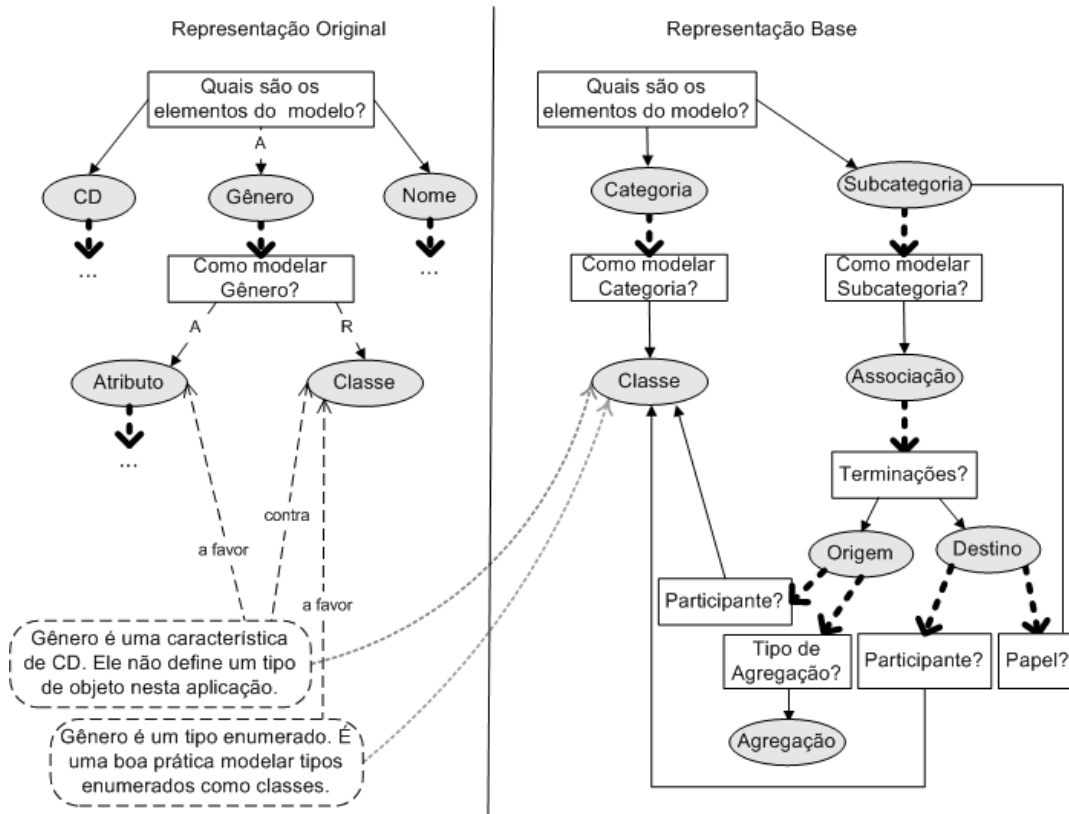 Representação Original
Quais são os
elementos do modelo?
A
CD
Gênero
Nome
...
...
Como modelar
Gênero?
A
R
Atributo
Classe
...
contra
a favor
a favor
Gênero é uma característica
de CD. Ele não define um tipo
de objeto nesta aplicação.
Gênero é um tipo enumerado. É
uma boa prática modelar tipos
enumerados como classes.
Representação Base
Quais são os
elementos do modelo?
Categoria
Subcategoria
Como modelar
Categoria?
Como modelar
Subcategoria?
Classe
Associação
Terminações?
Origem
Destino
Participante?
Tipo de
Agregação?
Participante?
Papel?
Agregação